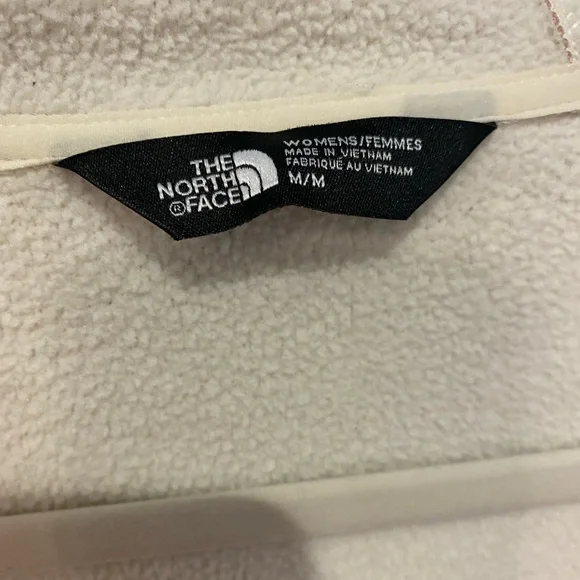 THE
NORTH
®FACE
WOMENS/FEMMES
MADE IN VIETNAM
FABRIQUÉ AU VIETNAM
M/M